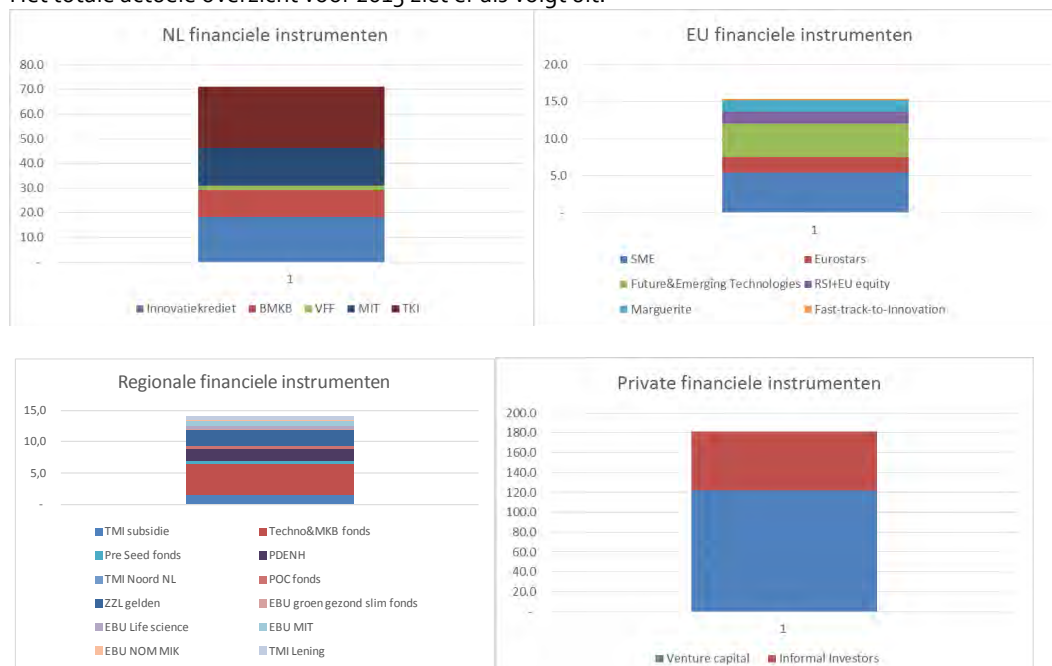 Het totale actuele overzicht voor 2015 ziet er als volgt uit:
NL financiele instrumenten
80.0
70.0
60.0
50.0
40.0
30.0
20.0
10.0
-
1
Innovatiekrediet BMKB VFF MIT TKI
EU financiele instrumenten
20.0
15.0
10.0
5.0
-
1
SME Eurostars
Future&Emerging Technologies RSI+EU equity
Marguerite Fast-track-to-Innovation
Regionale financiele instrumenten
15,0
10,0
5,0
-
TMI subsidie Techno&MKB fonds
Pre Seed fonds PDENH
TMI Noord NL POC fonds
ZZL gelden EBU groen gezond slim fonds
EBU Life science EBU MIT
EBU NOM MIK TMI Lening
Private financiele instrumenten
200.0
180.0
160.0
140.0
120.0
100.0
80.0
60.0
40.0
20.0
-
1
Venture capital Informal Investors